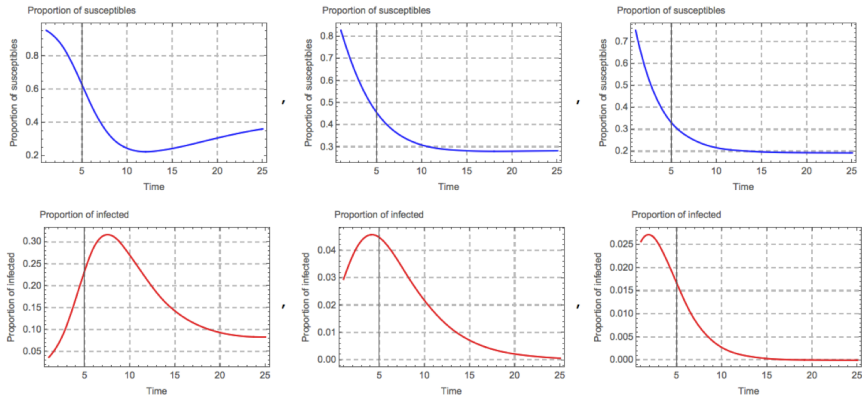 Proportion of susceptibles
Proportion of susceptibles
0.8
0.6
0.4
0.2
5 10 15 20 25
Time
,
Proportion of susceptibles
Proportion of susceptibles
0.8
0.7
0.6
0.5
0.4
0.3
5 10 15 20 25
Time
,
Proportion of susceptibles
Proportion of susceptibles
0.7
0.6
0.5
0.4
0.3
0.2
5 10 15 20 25
Time
Proportion of infected
Proportion of infected
0.30
0.25
0.20
0.15
0.10
0.05
5 10 15 20 25
Time
,
Proportion of infected
Proportion of infected
0.04
0.03
0.02
0.01
0.00
5 10 15 20 25
Time
,
Proportion of infected
Proportion of infected
0.025
0.020
0.015
0.010
0.005
0.000
5 10 15 20 25
Time